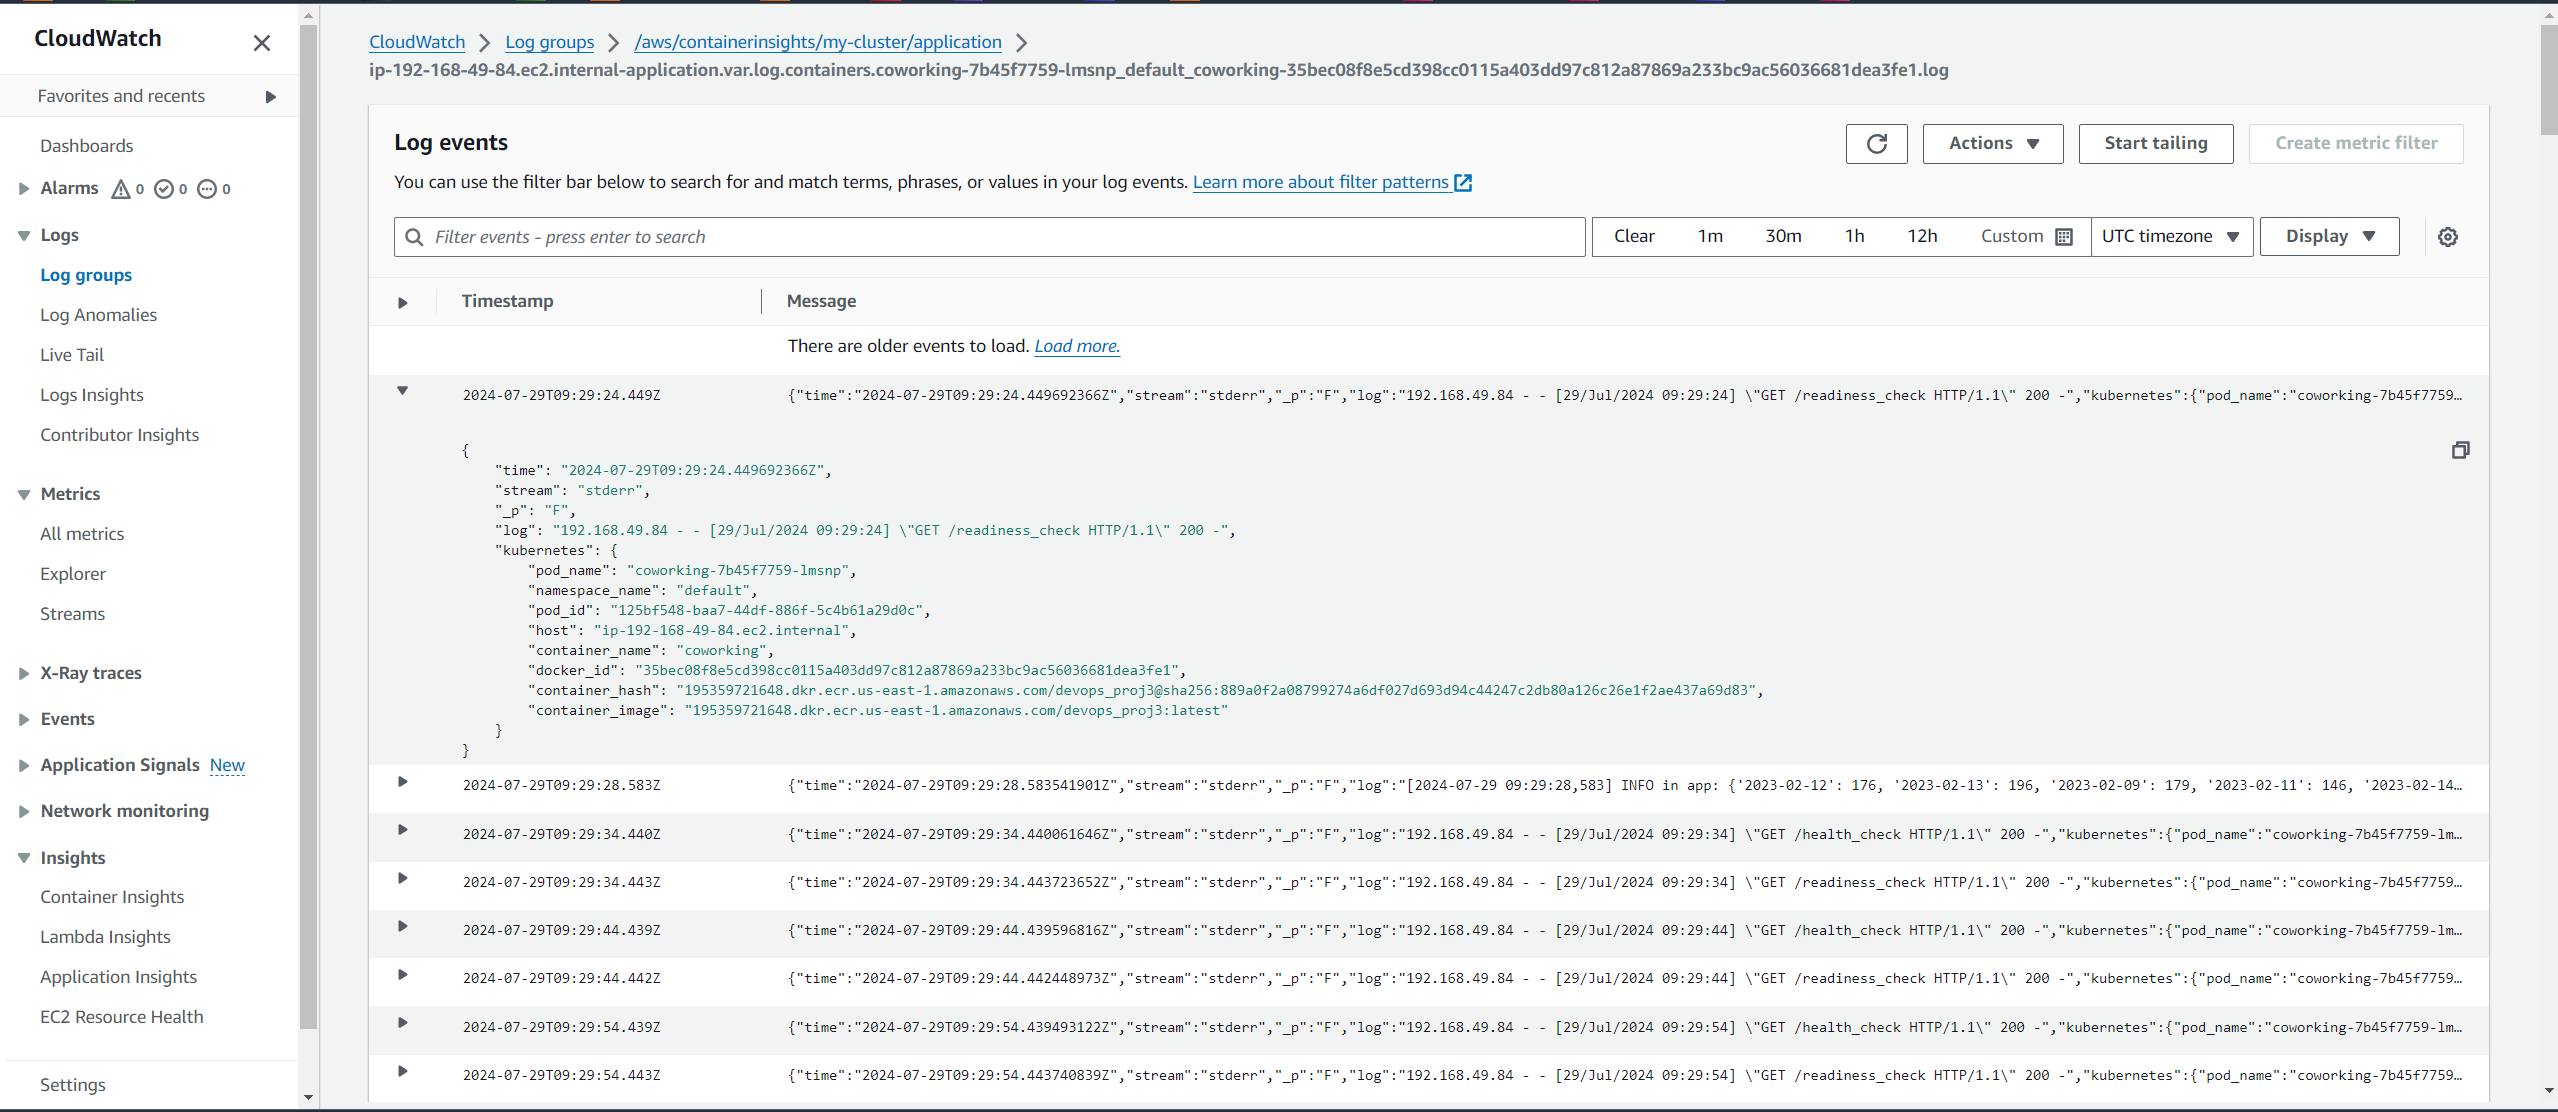 CloudWatch
Favorites and recents
Dashboards
Alarms 0 0 0
Logs
Log groups
Log Anomalies
Live Tail
Logs Insights
Contributor Insights
Metrics
All metrics
Explorer
Streams
X-Ray traces
Events
Application Signals New
Network monitoring
Insights
Container Insights
Lambda Insights
Application Insights
EC2 Resource Health
Settings
CloudWatch > Log groups > /aws/containerinsights/my-cluster/application >
ip-192-168-49-84.ec2.internal-application.var.log.containers.coworking-7b45f7759-lmsnp_default_coworking-35bec08f8e5cd398cc0115a403dd97c812a87869a233bc9ac56036681dea3fe1.log
Log events
Actions
Start tailing
Create metric filter
You can use the filter bar below to search for and match terms, phrases, or values in your log events. Learn more about filter patterns
Filter events - press enter to search
Clear 1m 30m 1h 12h Custom UTC timezone Display
Timestamp Message
There are older events to load. Load more.
2024-07-29T09:29:24.449Z {"time":"2024-07-29T09:29:24.449692366Z","stream":"stderr","_p":"F","log":"192.168.49.84 - - [29/Jul/2024 09:29:24] \"GET /readiness_check HTTP/1.1\" 200 -","kubernetes":{"pod_name":"coworking-7b45f7759…
{
"time": "2024-07-29T09:29:24.449692366Z",
"stream": "stderr",
"_p": "F",
"log": "192.168.49.84 - - [29/Jul/2024 09:29:24] \"GET /readiness_check HTTP/1.1\" 200 -",
"kubernetes": {
"pod_name": "coworking-7b45f7759-lmsnp",
"namespace_name": "default",
"pod_id": "125bf548-baa7-44df-886f-5c4b61a29d0c",
"host": "ip-192-168-49-84.ec2.internal",
"container_name": "coworking",
"docker_id": "35bec08f8e5cd398cc0115a403dd97c812a87869a233bc9ac56036681dea3fe1",
"container_hash": "195359721648.dkr.ecr.us-east-1.amazonaws.com/devops_proj3@sha256:889a0f2a08799274a6df027d693d94c44247c2db80a126c26e1f2ae437a69d83",
"container_image": "195359721648.dkr.ecr.us-east-1.amazonaws.com/devops_proj3:latest"
}
}
2024-07-29T09:29:28.583Z {"time":"2024-07-29T09:29:28.583541901Z","stream":"stderr","_p":"F","log":"[2024-07-29 09:29:28,583] INFO in app: {'2023-02-12': 176, '2023-02-13': 196, '2023-02-09': 179, '2023-02-11': 146, '2023-02-14…
2024-07-29T09:29:34.440Z {"time":"2024-07-29T09:29:34.440061646Z","stream":"stderr","_p":"F","log":"192.168.49.84 - - [29/Jul/2024 09:29:34] \"GET /health_check HTTP/1.1\" 200 -","kubernetes":{"pod_name":"coworking-7b45f7759-lm…
2024-07-29T09:29:34.443Z {"time":"2024-07-29T09:29:34.443723652Z","stream":"stderr","_p":"F","log":"192.168.49.84 - - [29/Jul/2024 09:29:34] \"GET /readiness_check HTTP/1.1\" 200 -","kubernetes":{"pod_name":"coworking-7b45f7759…
2024-07-29T09:29:44.439Z {"time":"2024-07-29T09:29:44.439596816Z","stream":"stderr","_p":"F","log":"192.168.49.84 - - [29/Jul/2024 09:29:44] \"GET /health_check HTTP/1.1\" 200 -","kubernetes":{"pod_name":"coworking-7b45f7759-lm…
2024-07-29T09:29:44.442Z {"time":"2024-07-29T09:29:44.442448973Z","stream":"stderr","_p":"F","log":"192.168.49.84 - - [29/Jul/2024 09:29:44] \"GET /readiness_check HTTP/1.1\" 200 -","kubernetes":{"pod_name":"coworking-7b45f7759…
2024-07-29T09:29:54.439Z {"time":"2024-07-29T09:29:54.439493122Z","stream":"stderr","_p":"F","log":"192.168.49.84 - - [29/Jul/2024 09:29:54] \"GET /health_check HTTP/1.1\" 200 -","kubernetes":{"pod_name":"coworking-7b45f7759-lm…
2024-07-29T09:29:54.443Z {"time":"2024-07-29T09:29:54.443740839Z","stream":"stderr","_p":"F","log":"192.168.49.84 - - [29/Jul/2024 09:29:54] \"GET /readiness_check HTTP/1.1\" 200 -","kubernetes":{"pod_name":"coworking-7b45f7759…